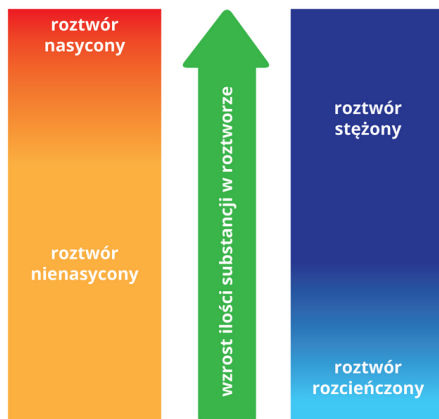 roztwór
nasycony
roztwór
nienasycony
wzrost ilości substancji w roztworze
roztwór
stężony
roztwór
rozcieńczony